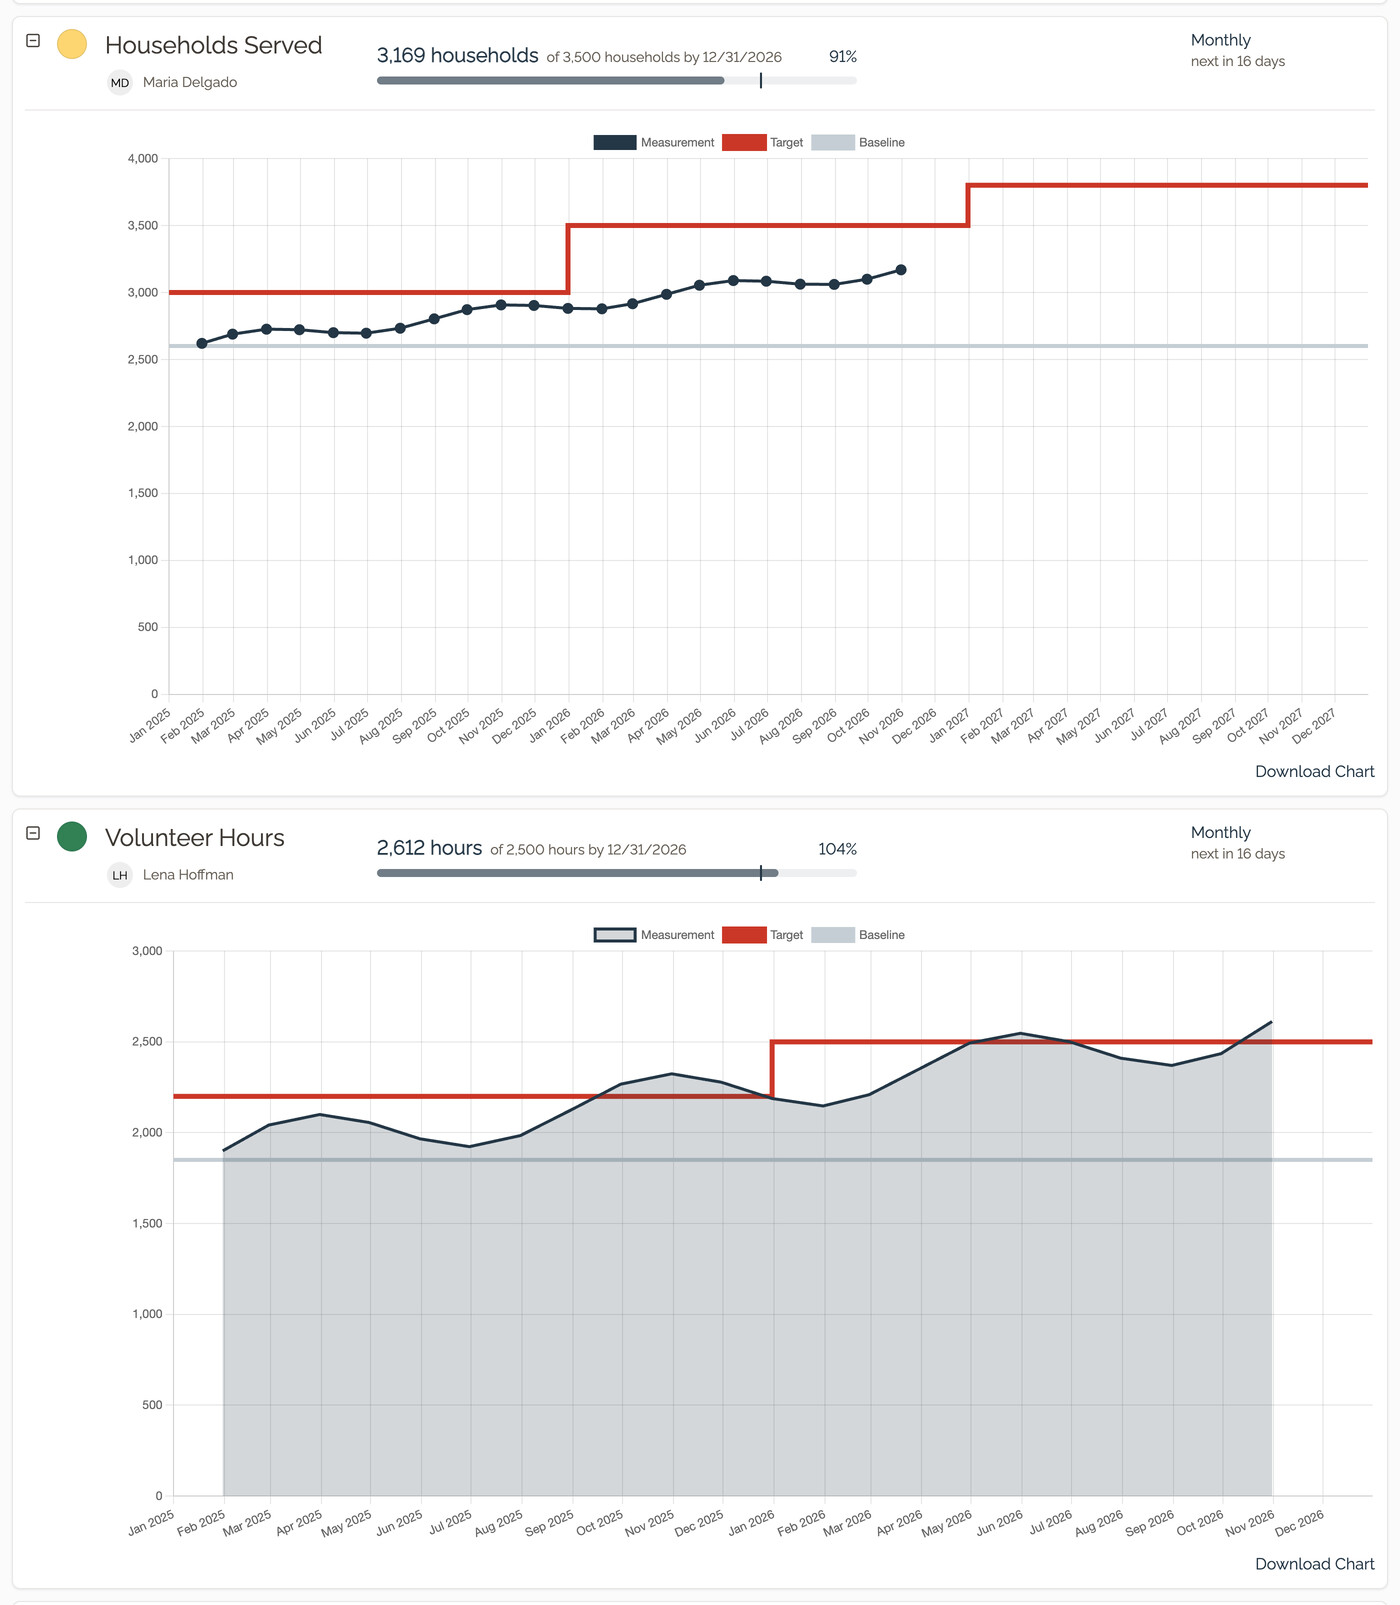 Households Served
MD Maria Delgado
3,169 households of 3,500 households by 12/31/2026 91%
Monthly
next in 16 days
Measurement Target Baseline
4,000
3,500
3,000
2,500
2,000
1,500
1,000
500
0
Jan 2025 Feb 2025 Mar 2025 Apr 2025 May 2025 Jun 2025 Jul 2025 Aug 2025 Sep 2025 Oct 2025 Nov 2025 Dec 2025 Jan 2026 Feb 2026 Mar 2026 Apr 2026 May 2026 Jun 2026 Jul 2026 Aug 2026 Sep 2026 Oct 2026 Nov 2026 Dec 2026 Jan 2027 Feb 2027 Mar 2027 Apr 2027 May 2027 Jun 2027 Jul 2027 Aug 2027 Sep 2027 Oct 2027 Nov 2027 Dec 2027
Download Chart
Volunteer Hours
LH Lena Hoffman
2,612 hours of 2,500 hours by 12/31/2026 104%
Monthly
next in 16 days
Measurement Target Baseline
3,000
2,500
2,000
1,500
1,000
500
0
Jan 2025 Feb 2025 Mar 2025 Apr 2025 May 2025 Jun 2025 Jul 2025 Aug 2025 Sep 2025 Oct 2025 Nov 2025 Dec 2025 Jan 2026 Feb 2026 Mar 2026 Apr 2026 May 2026 Jun 2026 Jul 2026 Aug 2026 Sep 2026 Oct 2026 Nov 2026 Dec 2026
Download Chart